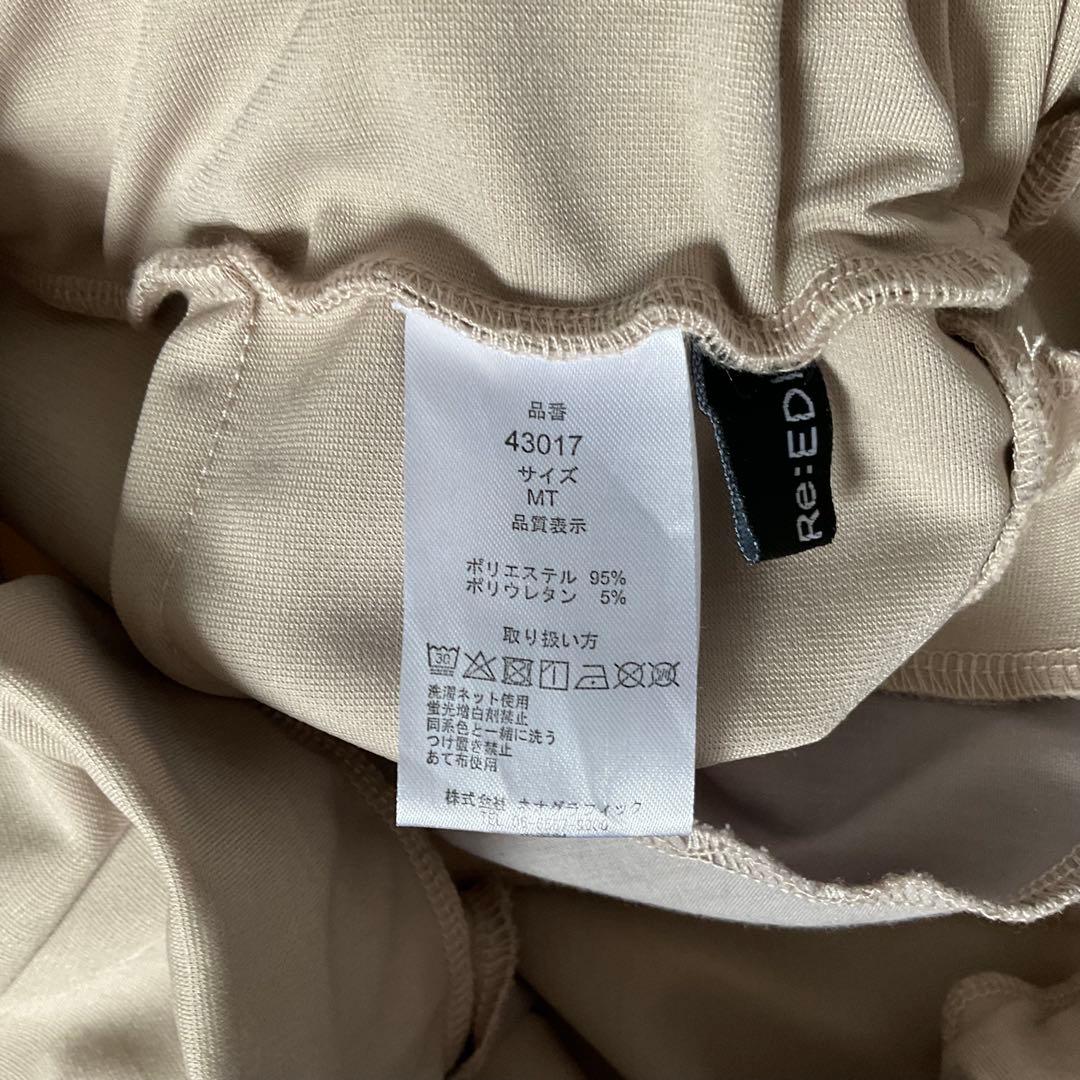 品番
43017
サイズ
MT
品質表示
ポリエステル 95%
ポリウレタン 5%
取り扱い方
30
洗濯ネット使用
蛍光増白剤禁止
同系色と一緒に洗う
つけ置き禁止
あて布使用
株式会社
TEL
Re:EDI